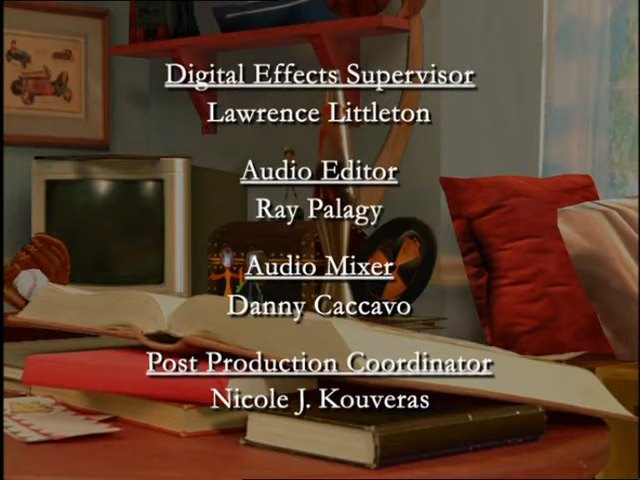 Digital Effects Supervisor
Lawrence Littleton
Audio Editor
Ray Palagy
Audio Mixer
Danny Caccavo
Post Production Coordinator
Nicole J. Kouveras